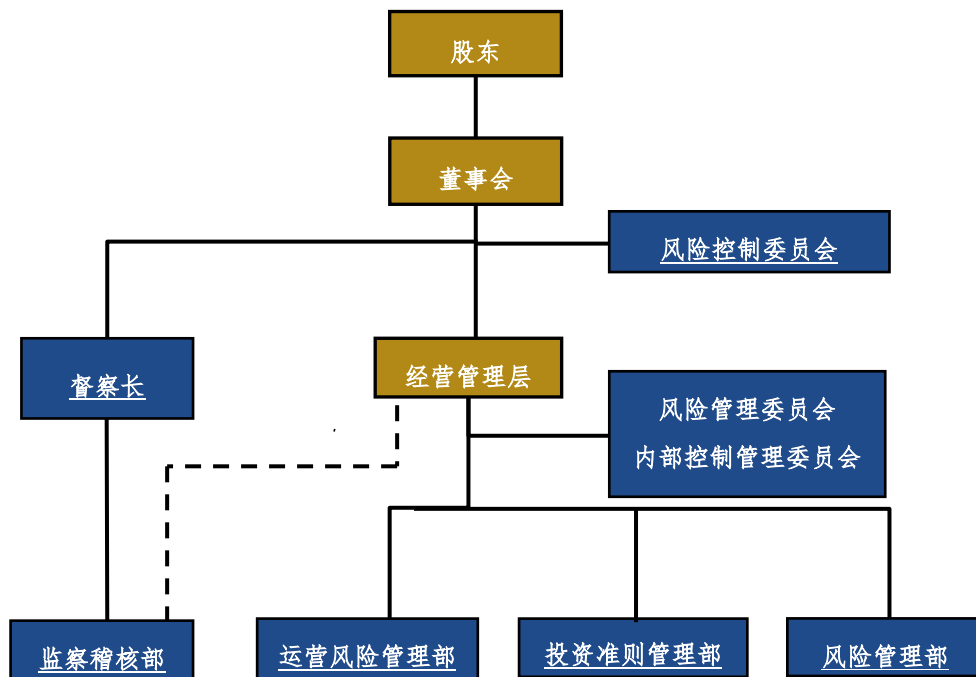 股东
董事会
风险控制委员会
督察长
经营管理层
风险管理委员会
内部控制管理委员会
监察稽核部
运营风险管理部
投资准则管理部
风险管理部